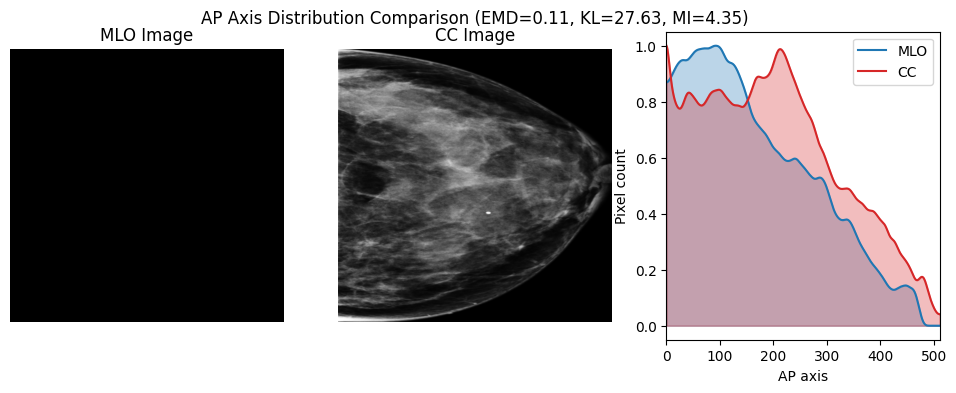 AP Axis Distribution Comparison (EMD=0.11, KL=27.63, MI=4.35)
MLO Image
CC Image
MLO
CC
1.0
0.8
0.6
0.4
0.2
0.0
Pixel count
0 100 200 300 400 500
AP axis